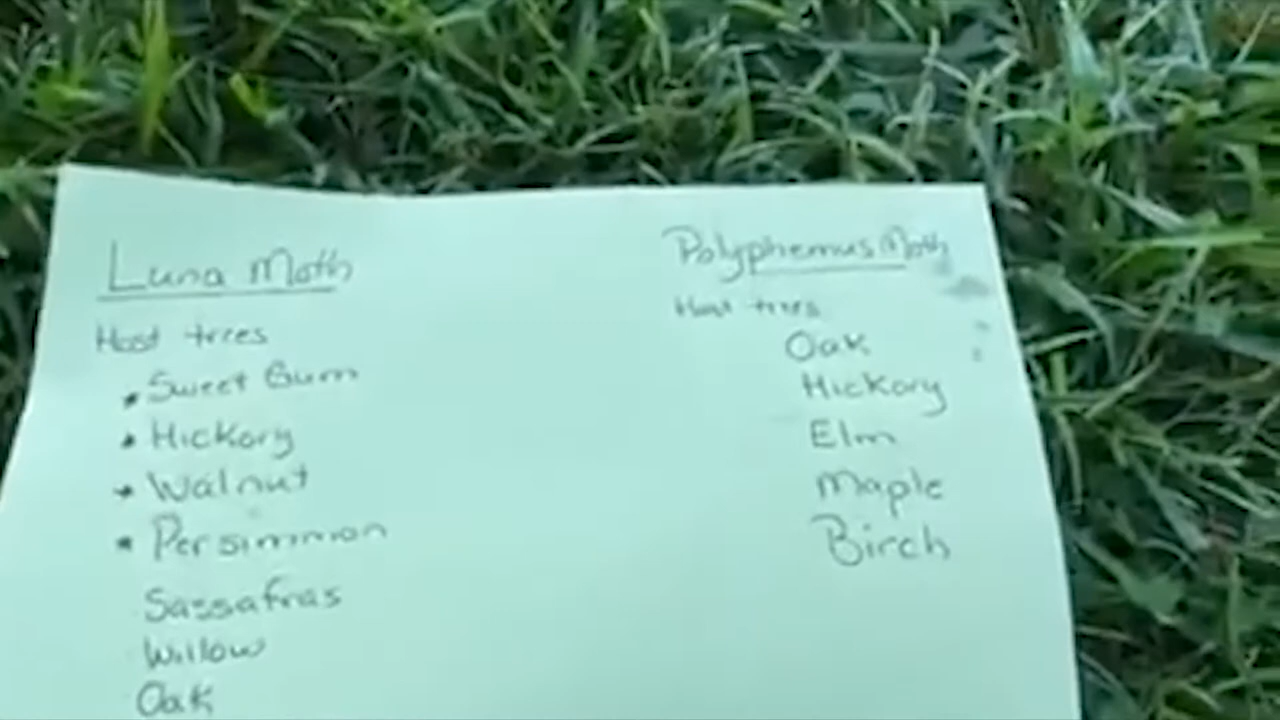 Luna Moth
Host trees
* Sweet Gum
* Hickory
* Walnut
* Persimmon
Sassafras
Willow
Oak
Polyphemus Moth
Host trees
Oak
Hickory
Elm
Maple
Birch